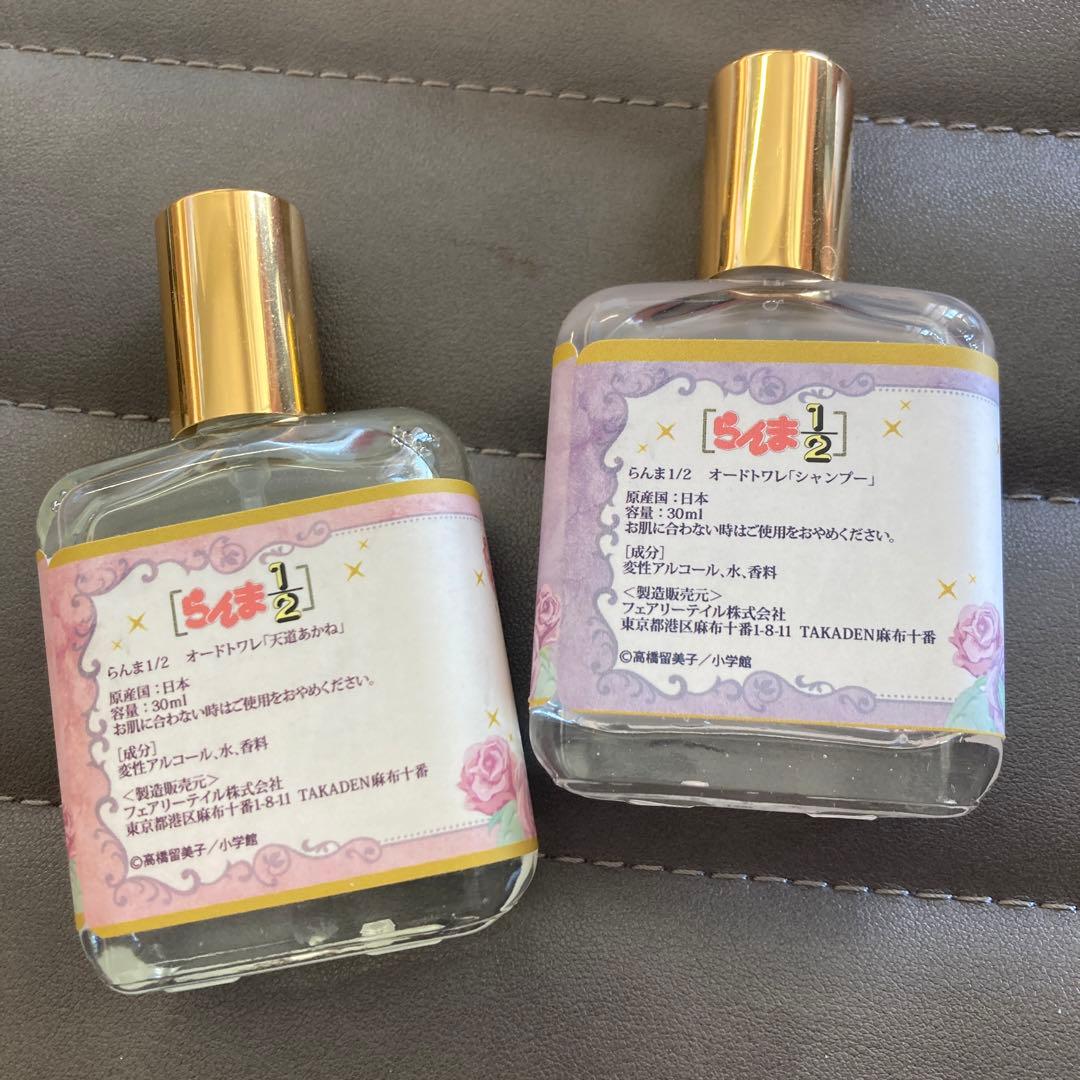 [らんま1/2]
らんま1/2 オードトワレ「天道あかね」
原産国：日本
容量：30ml
お肌に合わない時はご使用をおやめください。
[成分]
変性アルコール、水、香料
＜製造販売元＞
フェアリーテイル株式会社
東京都港区麻布十番1-8-11 TAKADEN麻布十番
©高橋留美子／小学館
[らんま1/2]
らんま1/2 オードトワレ「シャンプー」
原産国：日本
容量：30ml
お肌に合わない時はご使用をおやめください。
[成分]
変性アルコール、水、香料
＜製造販売元＞
フェアリーテイル株式会社
東京都港区麻布十番1-8-11 TAKADEN麻布十番
©高橋留美子／小学館